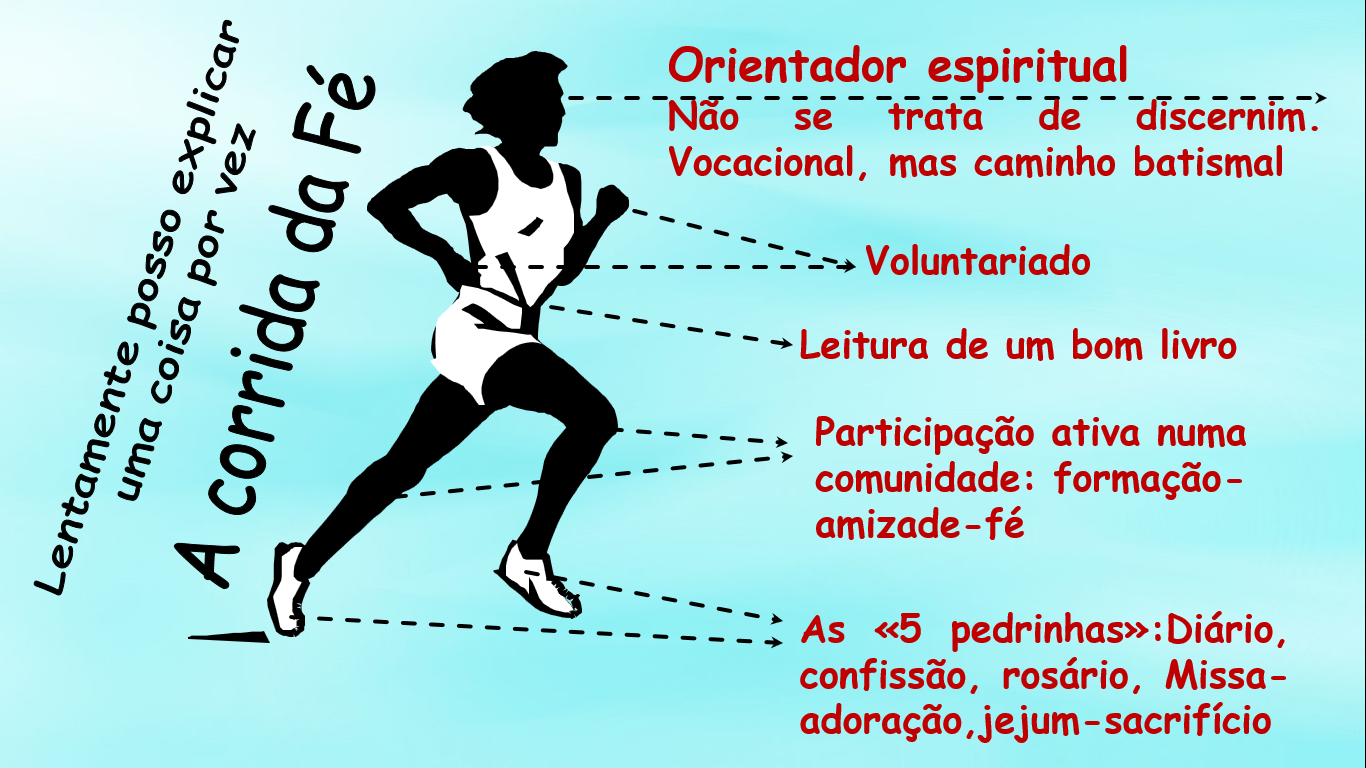 Lentamente posso explicar
uma coisa por vez
A corrida da Fé
Orientador espiritual
Não se trata de discernim.
Vocacional, mas caminho batismal
Voluntariado
Leitura de um bom livro
Participação ativa numa
comunidade: formação-
amizade-fé
As «5 pedrinhas»:Diário,
confissão, rosário, Missa-
adoração,jejum-sacrifício